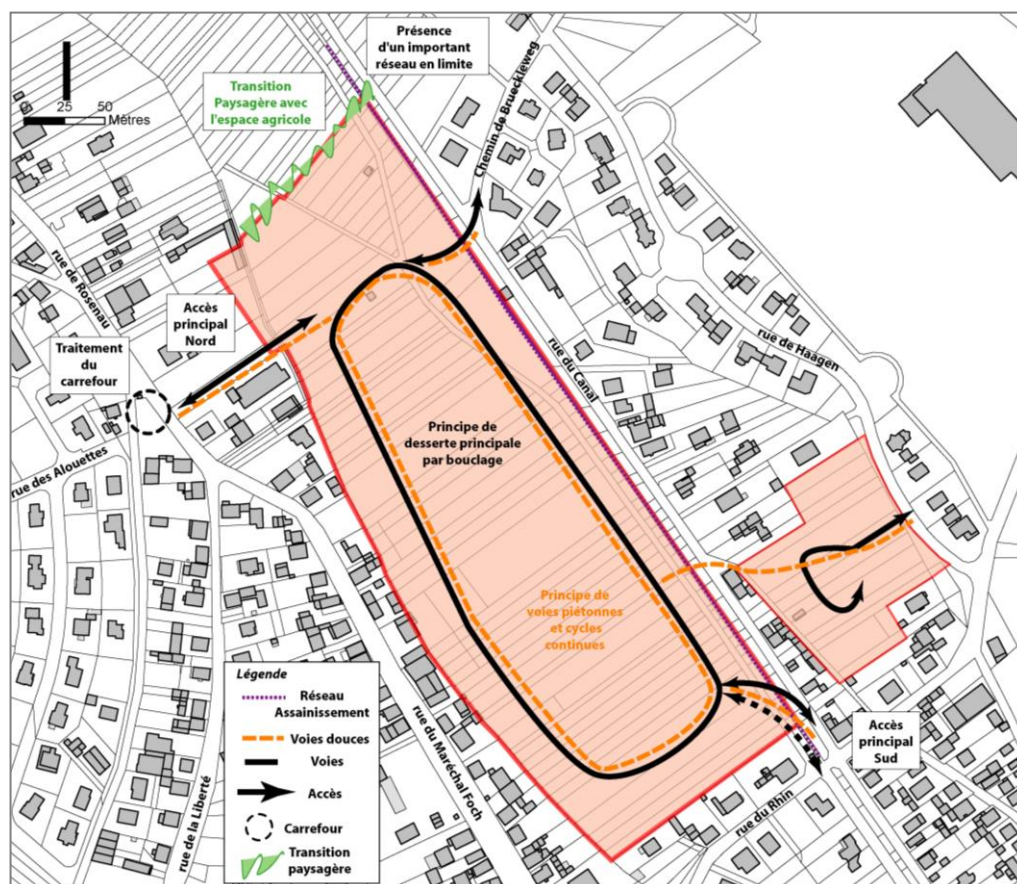 Présence
d'un important
réseau en limite
Transition
Paysagère avec
l'espace agricole
0 25 50
Mètres
Chemin de Brueckleweg
rue de Rosenau
Accès
principal
Nord
Traitement
du
carrefour
rue des Alouettes
rue du Canal
rue de Haagen
Principe de
desserte principale
par bouclage
Principe de
voies piétonnes
et cycles
continues
Accès
principal
Sud
rue du Rhin
rue du Maréchal Foch
rue de la Liberté
Légende
Réseau
Assainissement
Voies douces
Voies
Accès
Carrefour
Transition
paysagère